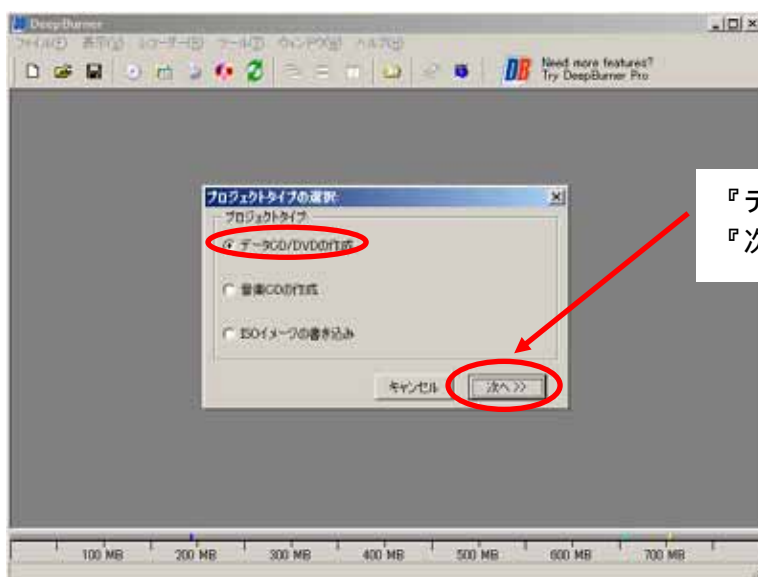 DeepBurner
ファイル(F) 表示(V) レコーダー(R) ツール(T) ウィンドウ(W) ヘルプ(H)
DB Need more features?
Try DeepBurner Pro
プロジェクトタイプの選択
プロジェクトタイプ
データCD/DVDの作成
音楽CDの作成
ISOイメージの書き込み
キャンセル 次へ >>
『デ
『次
100 MB 200 MB 300 MB 400 MB 500 MB 600 MB 700 MB